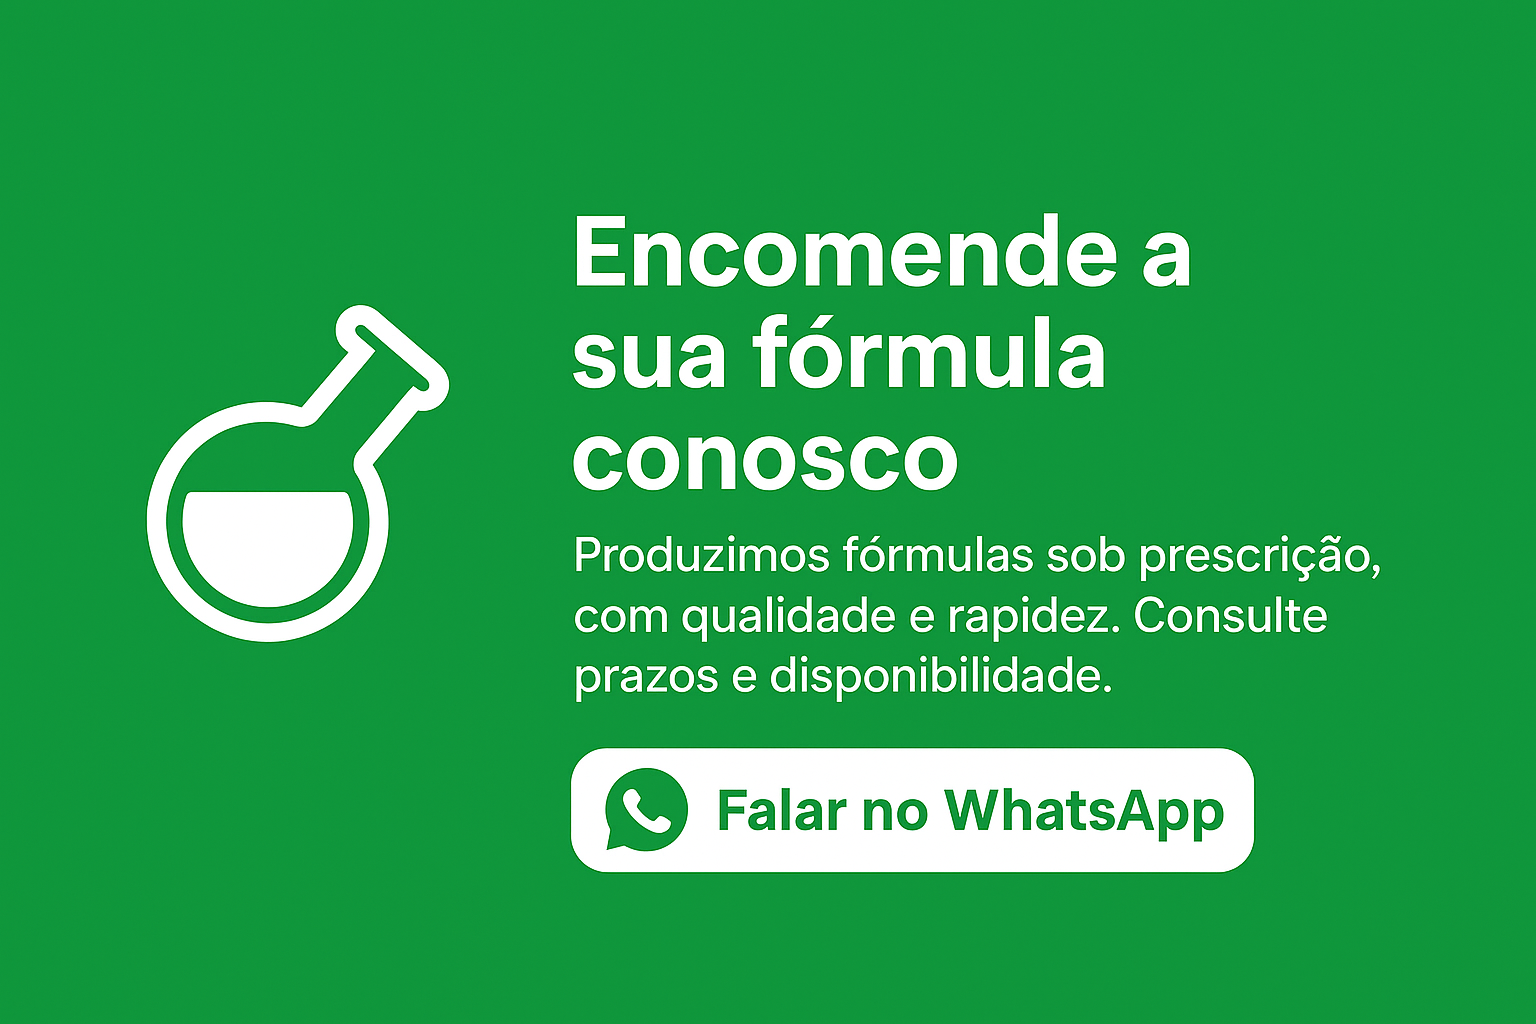 Encomende a
sua fórmula
conosco
Produzimos fórmulas sob prescrição,
com qualidade e rapidez. Consulte
prazos e disponibilidade.
Falar no WhatsApp